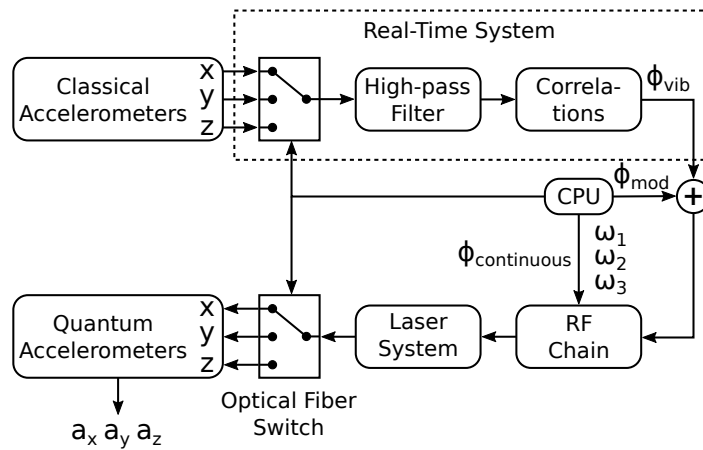 Real-Time System
Classical
Accelerometers
x
y
z
High-pass
Filter
Correla-
tions
ϕvib
CPU
ϕmod
+
ϕcontinuous
ω1
ω2
ω3
Quantum
Accelerometers
x
y
z
Laser
System
RF
Chain
Optical Fiber
Switch
ax ay az